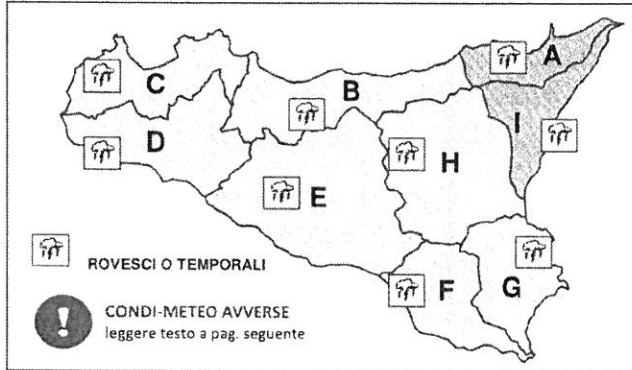 A
C
B
I
D
H
E
ROVESCI O TEMPORALI
F
G
!
CONDI-METEO AVVERSE
leggere testo a pag. seguente